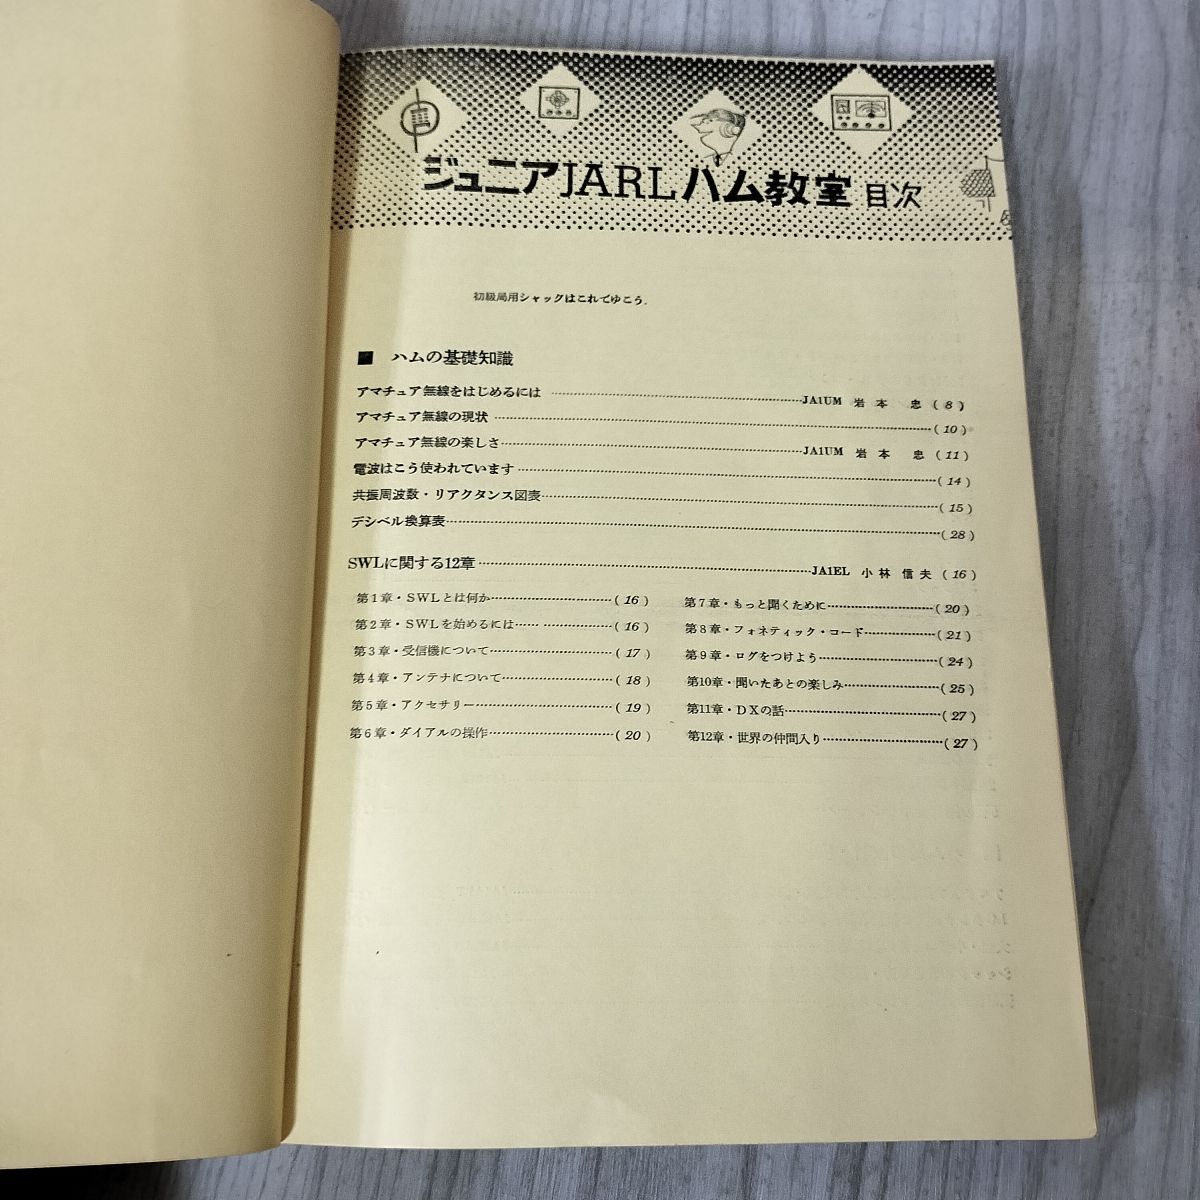 ジュニアJARLハム教室 目次
初級局用シャックはこれでゆこう.
■ ハムの基礎知識
アマチュア無線をはじめるには……………………………JA1UM 岩本 忠 ( 8 )
アマチュア無線の現状……………………………( 10 )
アマチュア無線の楽しさ……………………………JA1UM 岩本 忠 ( 11 )
電波はこう使われています……………………………( 14 )
共振周波数・リアクタンス図表……………………………( 15 )
デシベル換算表……………………………( 28 )
SWLに関する12章……………………………JA1EL 小林 信夫 ( 16 )
第1章・SWLとは何か……………( 16 )
第2章・SWLを始めるには……………( 16 )
第3章・受信機について……………( 17 )
第4章・アンテナについて……………( 18 )
第5章・アクセサリー……………( 19 )
第6章・ダイアルの操作……………( 20 )
第7章・もっと聞くために……………( 20 )
第8章・フォネティック・コード……………( 21 )
第9章・ログをつけよう……………( 24 )
第10章・聞いたあとの楽しみ……………( 25 )
第11章・DXの話……………( 27 )
第12章・世界の仲間入り……………( 27 )